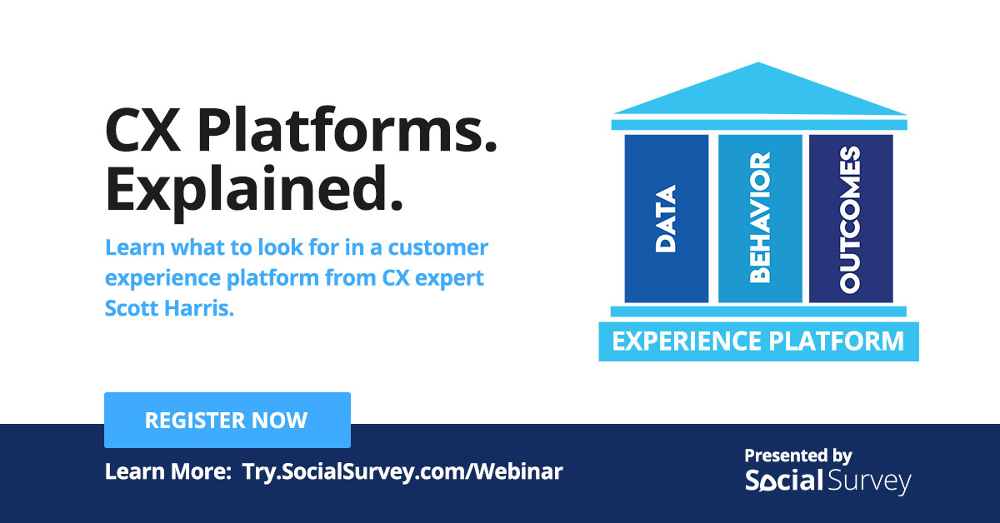 CX Platforms.
Explained.
Learn what to look for in a customer
experience platform from CX expert
Scott Harris.
DATA
BEHAVIOR
OUTCOMES
EXPERIENCE PLATFORM
REGISTER NOW
Learn More: Try.SocialSurvey.com/Webinar
Presented by
SocialSurvey